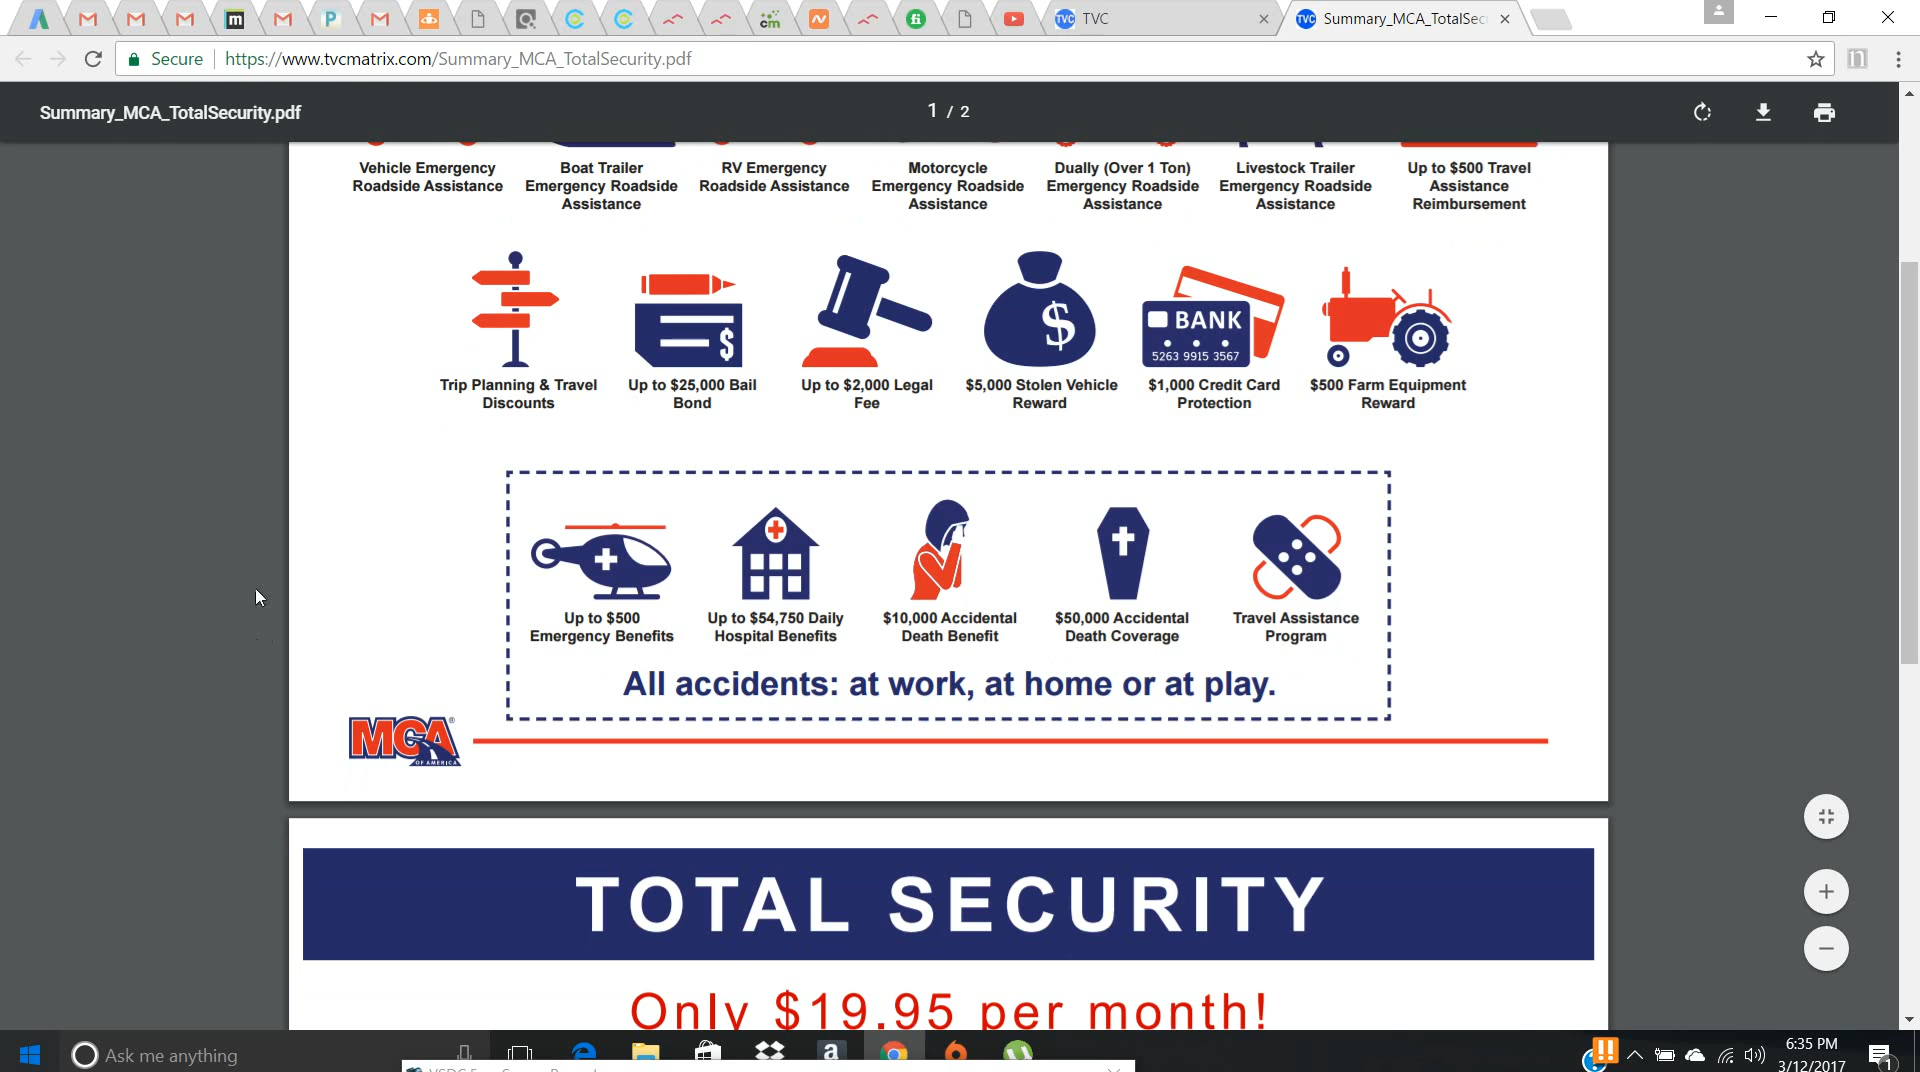 TVC
TVC
TVC
Summary_MCA_TotalSec
Secure
https://www.tvcmatrix.com/Summary_MCA_TotalSecurity.pdf
Summary_MCA_TotalSecurity.pdf
1 / 2
Vehicle Emergency
Roadside Assistance
Boat Trailer
Emergency Roadside
Assistance
RV Emergency
Roadside Assistance
Motorcycle
Emergency Roadside
Assistance
Dually (Over 1 Ton)
Emergency Roadside
Assistance
Livestock Trailer
Emergency Roadside
Assistance
Up to $500 Travel
Assistance
Reimbursement
$
$
BANK
5263 9915 3567
Trip Planning & Travel
Discounts
Up to $25,000 Bail
Bond
Up to $2,000 Legal
Fee
$5,000 Stolen Vehicle
Reward
$1,000 Credit Card
Protection
$500 Farm Equipment
Reward
Up to $500
Emergency Benefits
Up to $54,750 Daily
Hospital Benefits
$10,000 Accidental
Death Benefit
$50,000 Accidental
Death Coverage
Travel Assistance
Program
All accidents: at work, at home or at play.
MCA®
OF AMERICA
TOTAL SECURITY
Only $19.95 per month!
Ask me anything
6:35 PM
3/12/2017
1